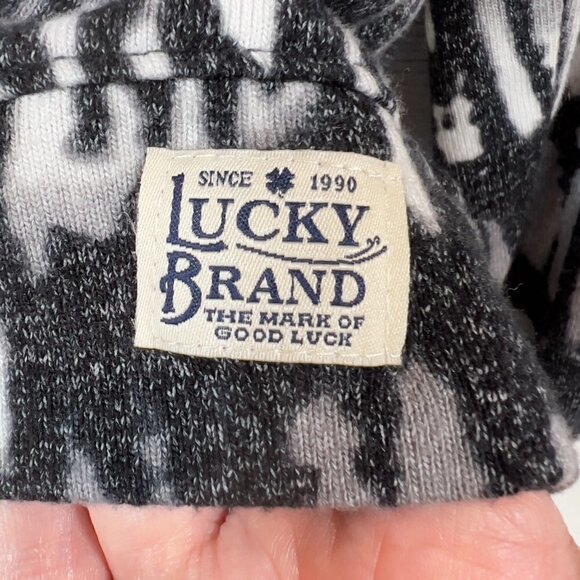 SINCE 1990
LUCKY
BRAND
THE MARK OF
GOOD LUCK